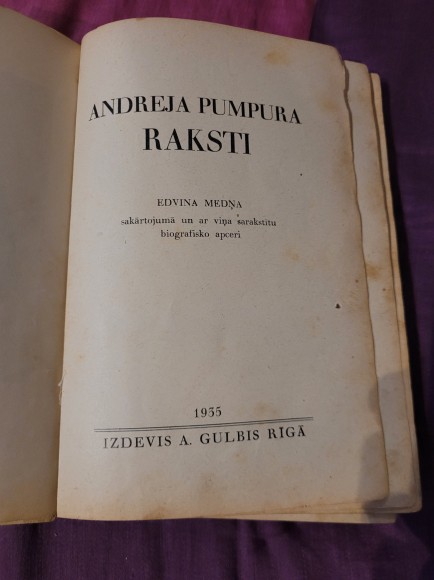 ANDREJA PUMPURA
RAKSTI
EDVINA MEDŅA
sakārtojumā un ar viņa sarakstītu
biografisko apceri
1935
IZDEVIS A. GULBIS RĪGĀ